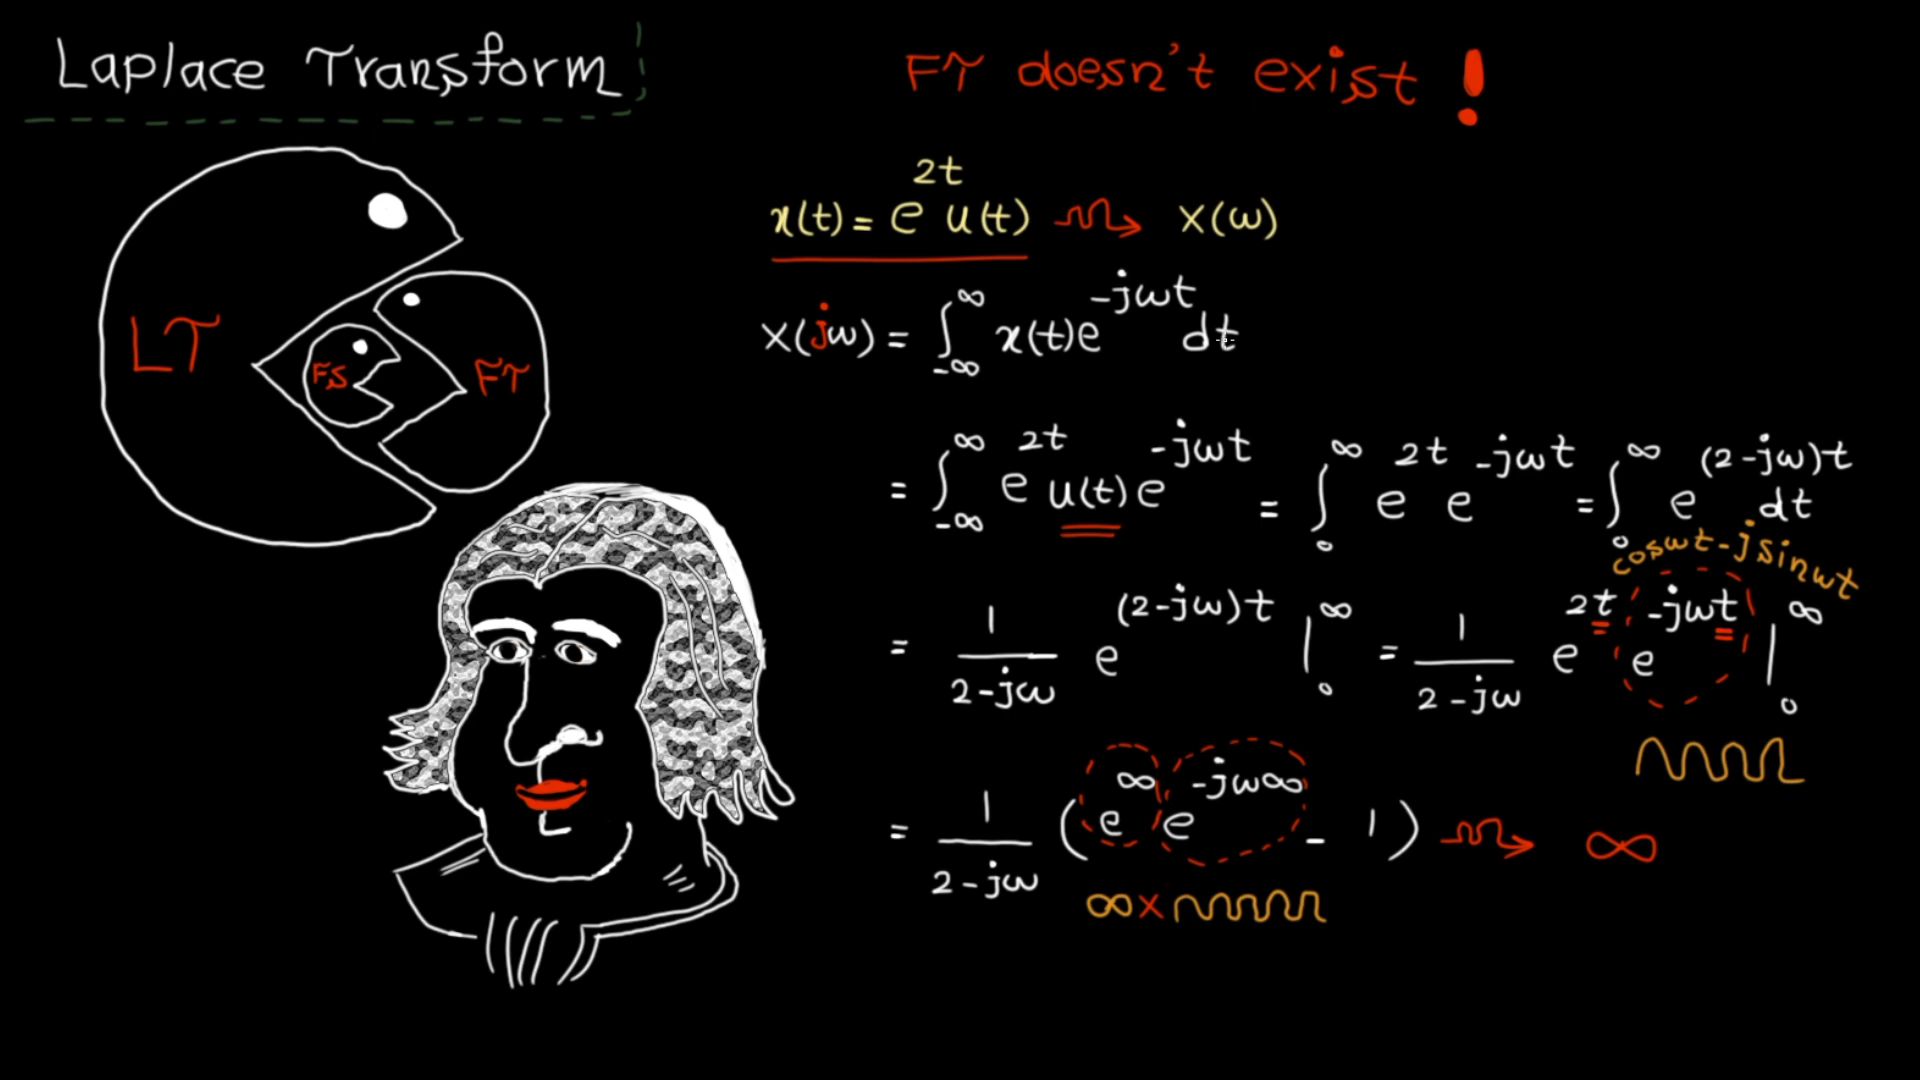 Laplace Transform
FT doesn't exist!
LT
FS
FT
x(t) = e^{2t} u(t) ⇝ X(ω)
X(jω) = ∫_{-∞}^{∞} x(t) e^{-jωt} dt
= ∫_{-∞}^{∞} e^{2t} u(t) e^{-jωt} = ∫_{0}^{∞} e^{2t} e^{-jωt} = ∫_{0}^{∞} e^{(2-jω)t} dt
cosωt - jsinωt
= 1/(2-jω) e^{(2-jω)t} |_{0}^{∞} = 1/(2-jω) e^{2t} e^{-jωt} |_{0}^{∞}
= 1/(2-jω) (e^{∞} e^{-jω∞} - 1) ⇝ ∞
∞ x